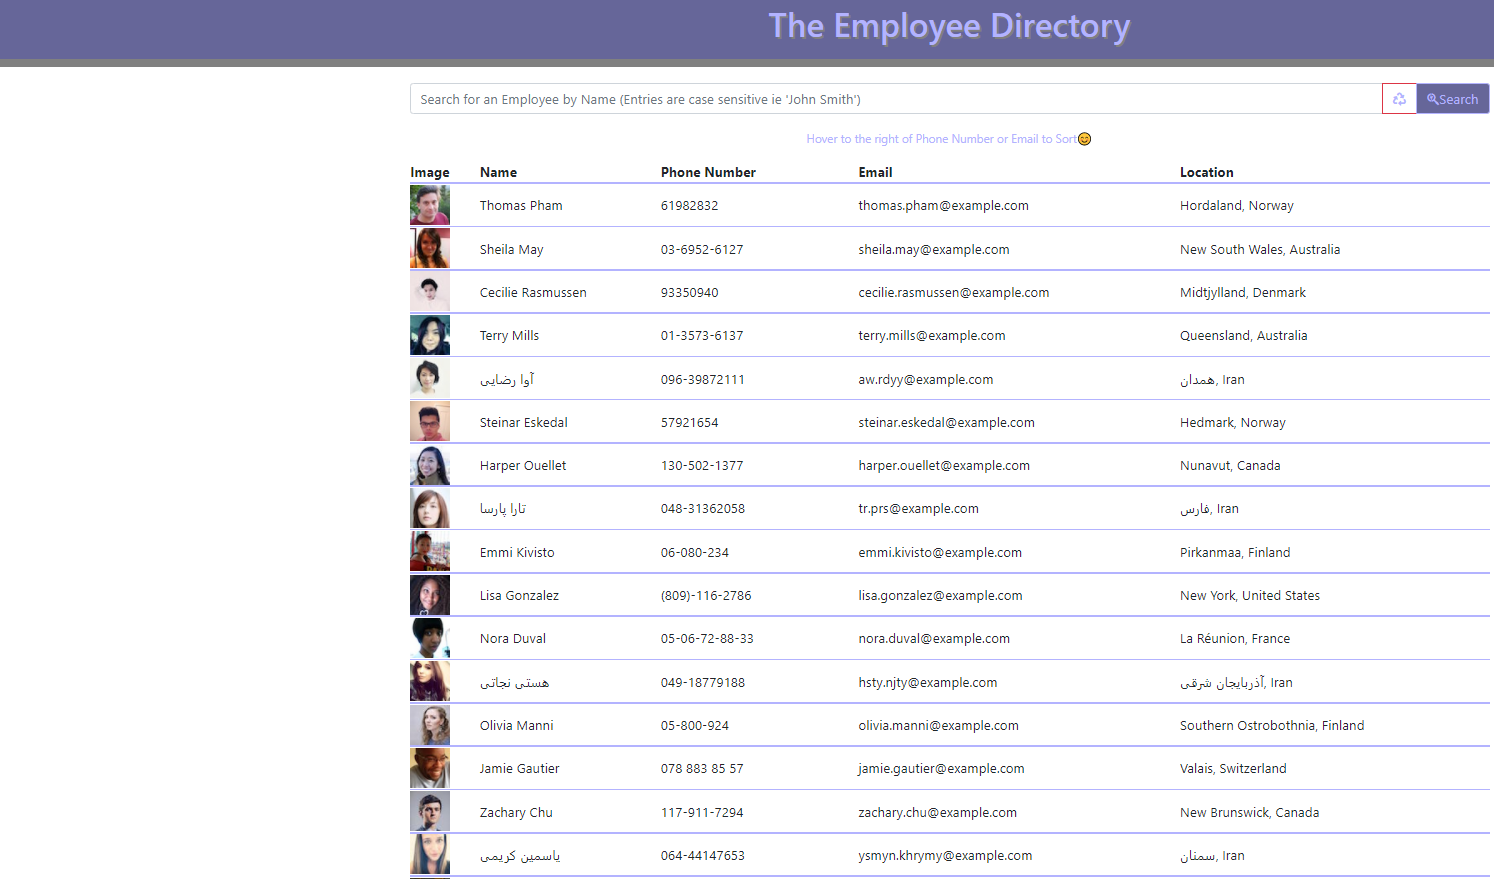 The Employee Directory
Search for an Employee by Name (Entries are case sensitive ie 'John Smith') Search
Hover to the right of Phone Number or Email to Sort😊
Image Name Phone Number Email Location
Thomas Pham 61982832 thomas.pham@example.com Hordaland, Norway
Sheila May 03-6952-6127 sheila.may@example.com New South Wales, Australia
Cecilie Rasmussen 93350940 cecilie.rasmussen@example.com Midtjylland, Denmark
Terry Mills 01-3573-6137 terry.mills@example.com Queensland, Australia
آوا رضایی 096-39872111 aw.rdyy@example.com همدان, Iran
Steinar Eskedal 57921654 steinar.eskedal@example.com Hedmark, Norway
Harper Ouellet 130-502-1377 harper.ouellet@example.com Nunavut, Canada
تارا پارسا 048-31362058 tr.prs@example.com فارس, Iran
Emmi Kivisto 06-080-234 emmi.kivisto@example.com Pirkanmaa, Finland
Lisa Gonzalez (809)-116-2786 lisa.gonzalez@example.com New York, United States
Nora Duval 05-06-72-88-33 nora.duval@example.com La Réunion, France
هستی نجاتی 049-18779188 hsty.njty@example.com آذربایجان شرقی, Iran
Olivia Manni 05-800-924 olivia.manni@example.com Southern Ostrobothnia, Finland
Jamie Gautier 078 883 85 57 jamie.gautier@example.com Valais, Switzerland
Zachary Chu 117-911-7294 zachary.chu@example.com New Brunswick, Canada
یاسمین کریمی 064-44147653 ysmyn.khrymy@example.com سمنان, Iran